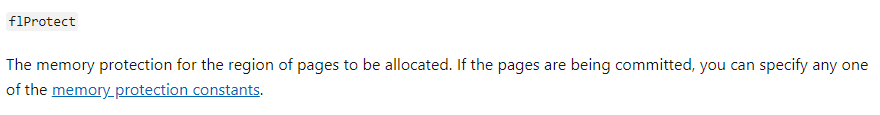 flProtect
The memory protection for the region of pages to be allocated. If the pages are being committed, you can specify any one
of the memory protection constants.